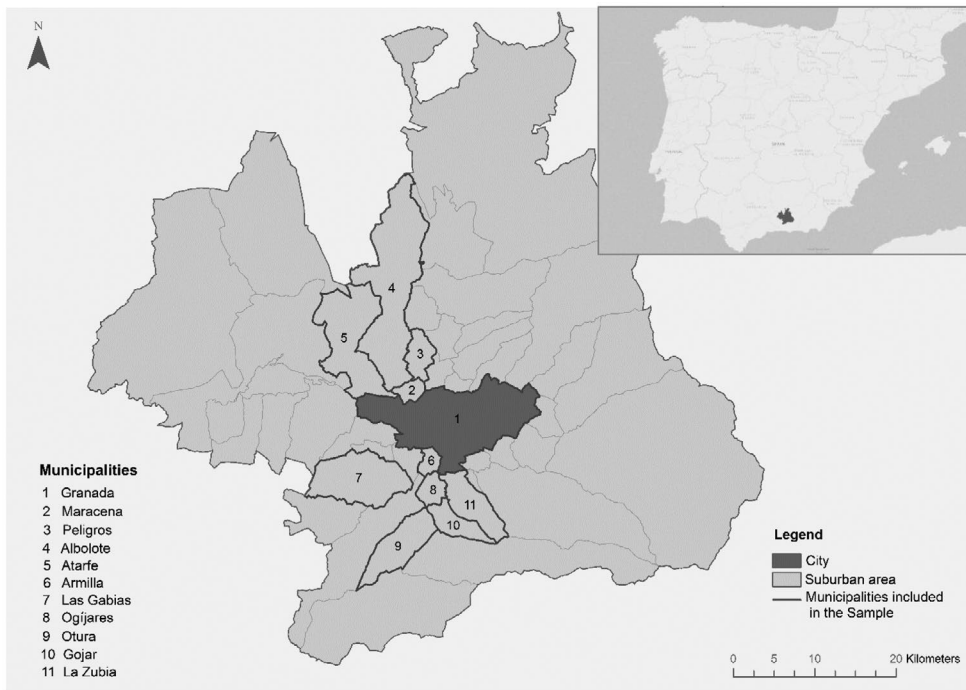 N
SPAIN
4
5
3
2
1
6
7
8
11
10
9
Municipalities
1 Granada
2 Maracena
3 Peligros
4 Albolote
5 Atarfe
6 Armilla
7 Las Gabias
8 Ogíjares
9 Otura
10 Gojar
11 La Zubia
Legend
City
Suburban area
Municipalities included
in the Sample
0 5 10 20 Kilometers